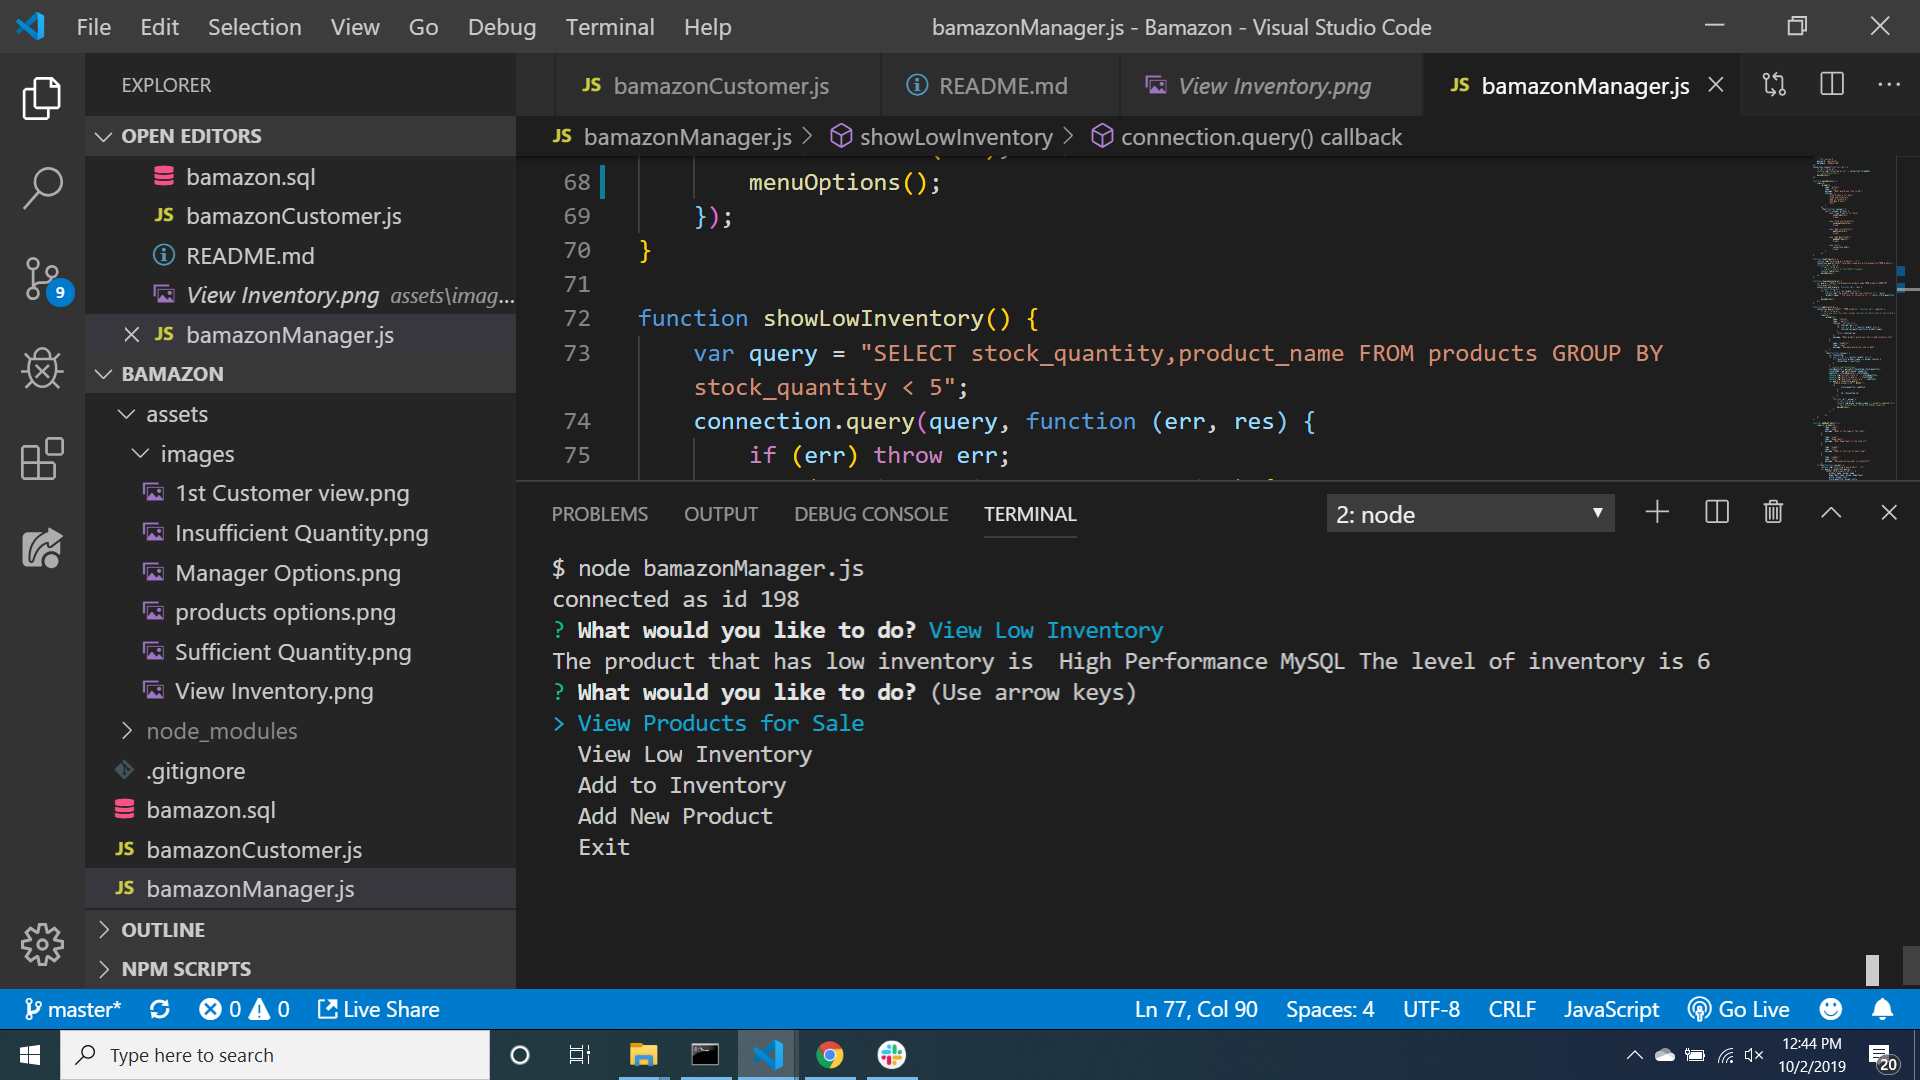 File Edit Selection View Go Debug Terminal Help
bamazonManager.js - Bamazon - Visual Studio Code
EXPLORER
JS bamazonCustomer.js
README.md
View Inventory.png
JS bamazonManager.js
OPEN EDITORS
bamazon.sql
JS bamazonCustomer.js
README.md
View Inventory.png assets\imag...
JS bamazonManager.js
BAMAZON
assets
images
1st Customer view.png
Insufficient Quantity.png
Manager Options.png
products options.png
Sufficient Quantity.png
View Inventory.png
node_modules
.gitignore
bamazon.sql
JS bamazonCustomer.js
JS bamazonManager.js
OUTLINE
NPM SCRIPTS
9
JS bamazonManager.js > showLowInventory > connection.query() callback
68 menuOptions();
69 });
70 }
71
72 function showLowInventory() {
73 var query = "SELECT stock_quantity,product_name FROM products GROUP BY
stock_quantity < 5";
74 connection.query(query, function (err, res) {
75 if (err) throw err;
PROBLEMS OUTPUT DEBUG CONSOLE TERMINAL
2: node
$ node bamazonManager.js
connected as id 198
? What would you like to do? View Low Inventory
The product that has low inventory is  High Performance MySQL The level of inventory is 6
? What would you like to do? (Use arrow keys)
> View Products for Sale
View Low Inventory
Add to Inventory
Add New Product
Exit
master* 0 0 Live Share
Ln 77, Col 90 Spaces: 4 UTF-8 CRLF JavaScript Go Live
Type here to search
12:44 PM
10/2/2019
20